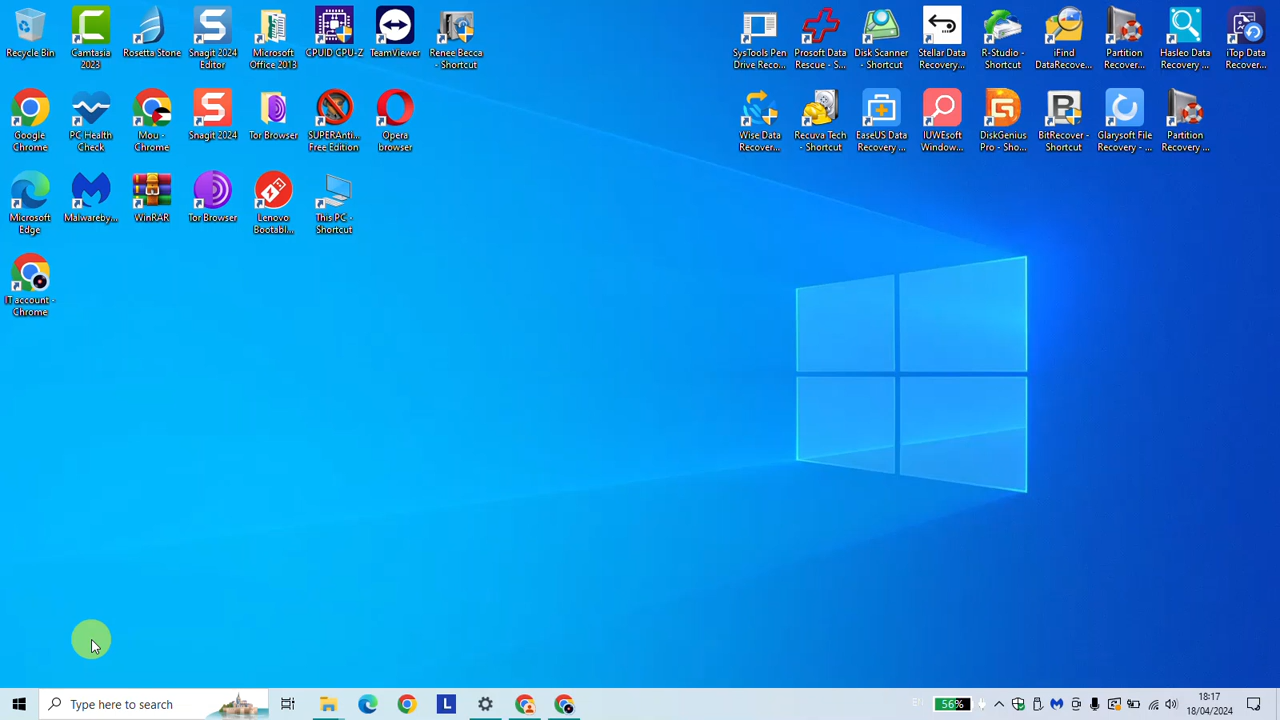 Recycle Bin
Camtasia
2023
Rosetta Stone
Snagit 2024
Editor
Microsoft
Office 2013
CPUID CPU-Z
TeamViewer
Renee Becca
- Shortcut
SysTools Pen
Drive Reco...
Prosoft Data
Rescue - S...
Disk Scanner
- Shortcut
Stellar Data
Recovery...
R-Studio -
Shortcut
iFind
DataRecove...
Partition
Recover...
Hasleo Data
Recovery ...
iTop Data
Recover...
Google
Chrome
PC Health
Check
Mou -
Chrome
Snagit 2024
Tor Browser
SUPERAnti...
Free Edition
Opera
browser
Wise Data
Recover...
Recuva Tech
- Shortcut
EaseUS Data
Recovery ...
IUWEsoft
Window...
DiskGenius
Pro - Sho...
BitRecover -
Shortcut
Glarysoft File
Recovery - ...
Partition
Recovery ...
Microsoft
Edge
Malwareby...
WinRAR
Tor Browser
Lenovo
Bootabl...
This PC -
Shortcut
IT account -
Chrome
Type here to search
L
EN
56%
18:17
18/04/2024